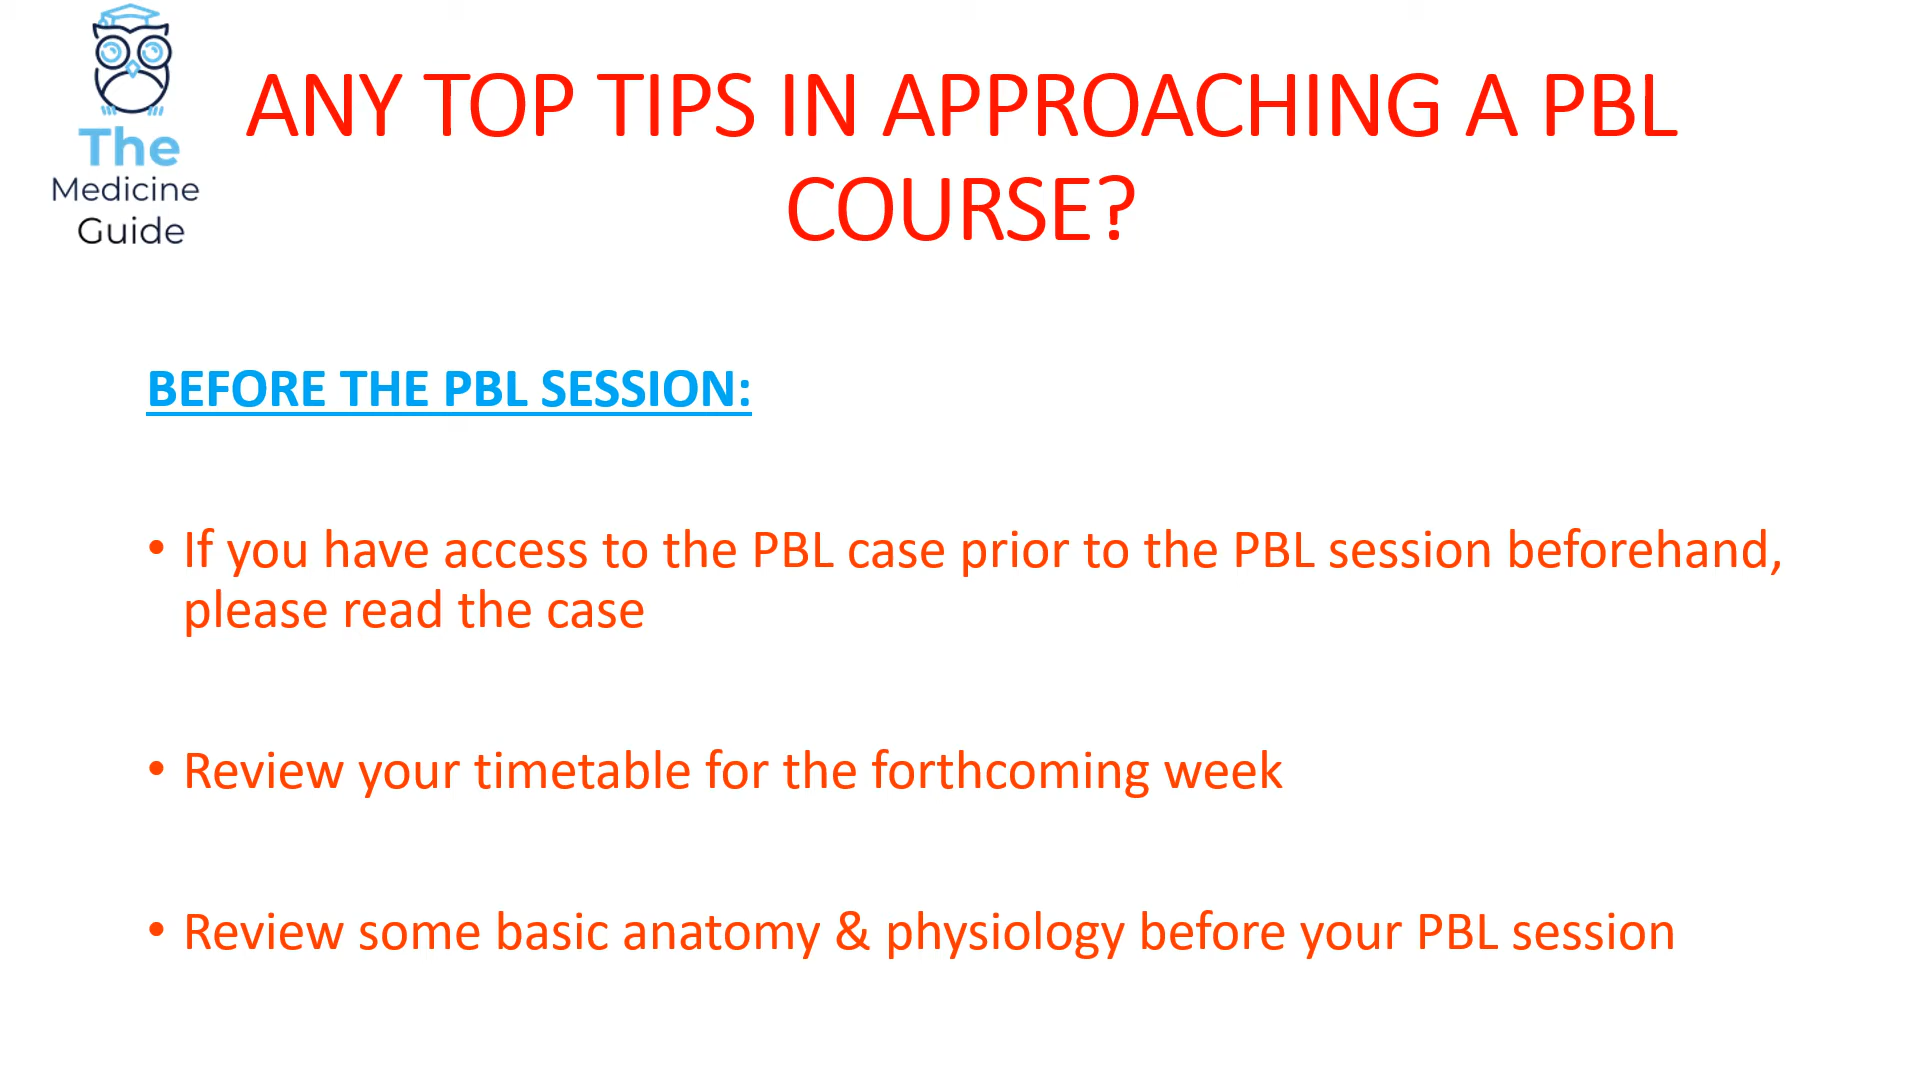 The
Medicine
Guide
ANY TOP TIPS IN APPROACHING A PBL
COURSE?
BEFORE THE PBL SESSION:
• If you have access to the PBL case prior to the PBL session beforehand,
please read the case
• Review your timetable for the forthcoming week
• Review some basic anatomy & physiology before your PBL session